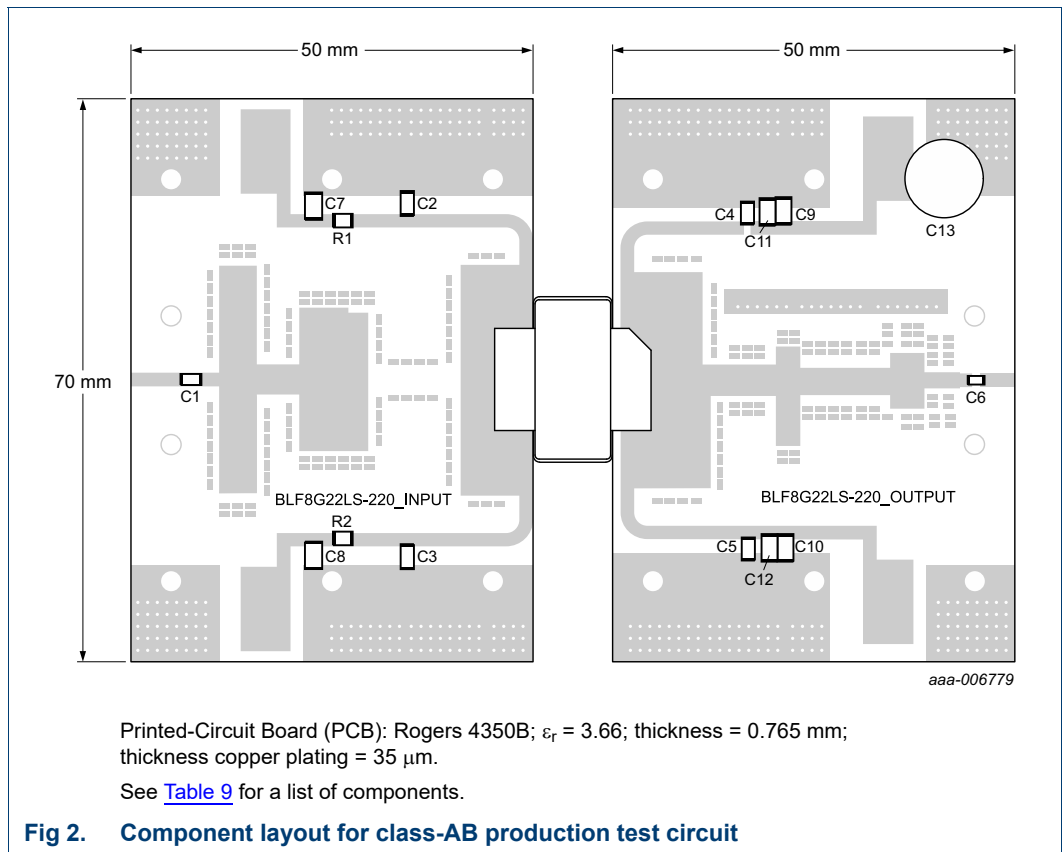 50 mm
50 mm
C7
C2
R1
C4
C9
C11
C13
70 mm
C1
C6
BLF8G22LS-220_INPUT
BLF8G22LS-220_OUTPUT
R2
C8
C3
C5
C10
C12
aaa-006779
Printed-Circuit Board (PCB): Rogers 4350B; εr = 3.66; thickness = 0.765 mm;
thickness copper plating = 35 μm.
See Table 9 for a list of components.
Fig 2. Component layout for class-AB production test circuit